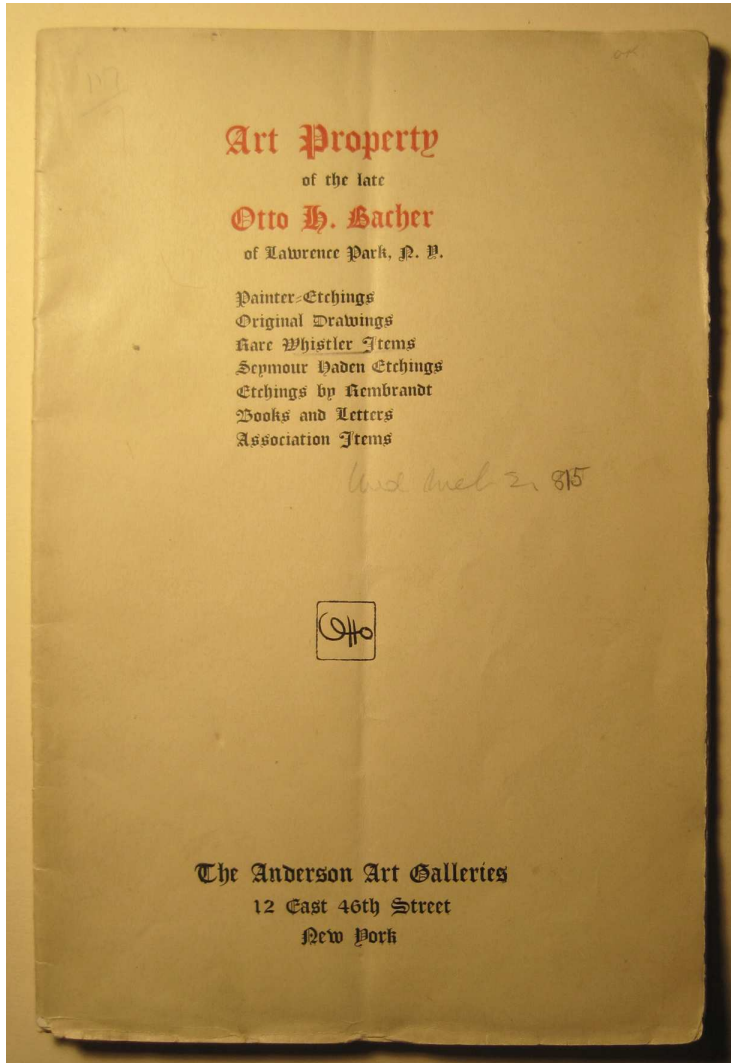 Art Property
of the late
Otto H. Bacher
of Lawrence Park, N. Y.
Painter-Etchings
Original Drawings
Rare Whistler Items
Seymour Haden Etchings
Etchings by Rembrandt
Books and Letters
Association Items
815
Otto
The Anderson Art Galleries
12 East 46th Street
New York